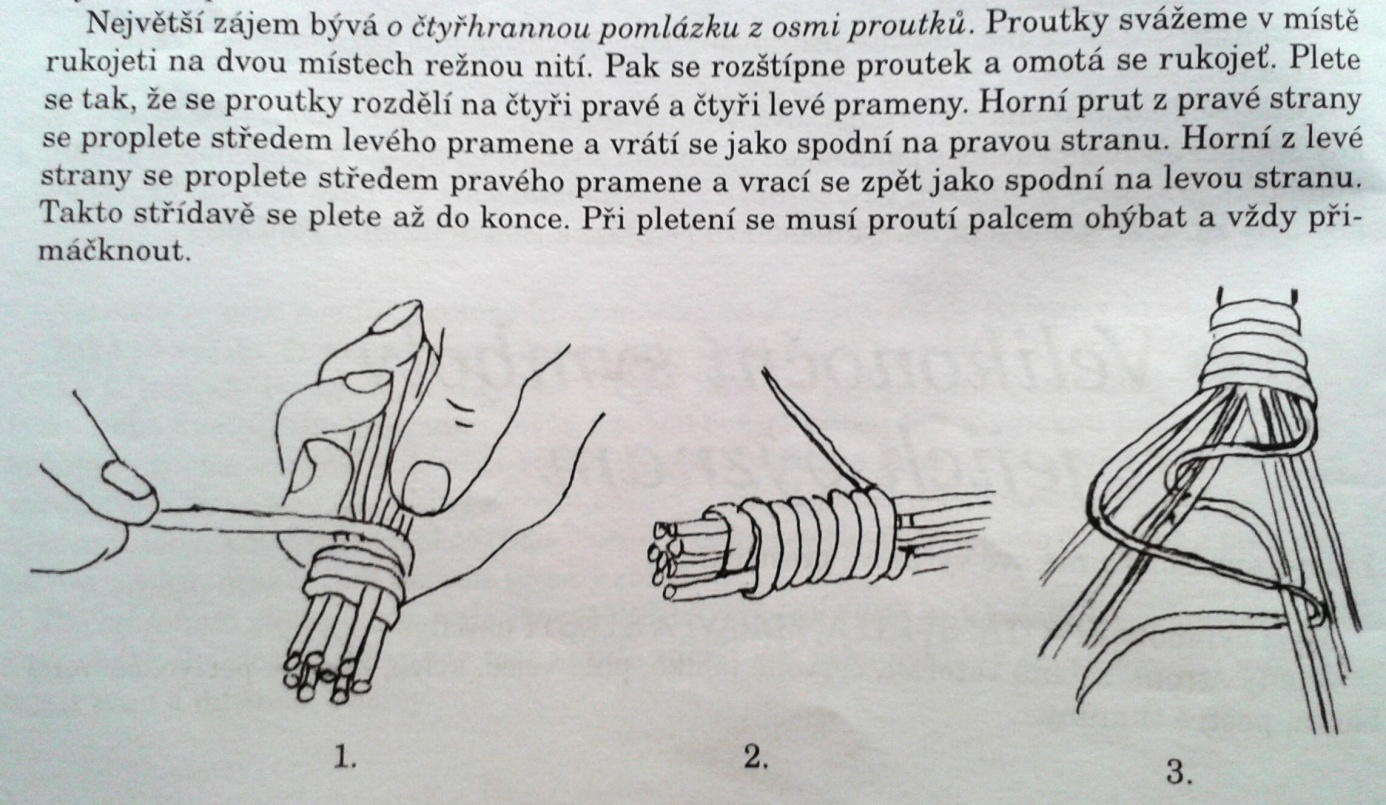 Největší zájem bývá o čtyřhrannou pomlázku z osmi proutků. Proutky svážeme v místě
rukojeti na dvou místech režnou nití. Pak se rozštípne proutek a omotá se rukojeť. Plete
se tak, že se proutky rozdělí na čtyři pravé a čtyři levé prameny. Horní prut z pravé strany
se proplete středem levého pramene a vrátí se jako spodní na pravou stranu. Horní z levé
strany se proplete středem pravého pramene a vrací se zpět jako spodní na levou stranu.
Takto střídavě se plete až do konce. Při pletení se musí proutí palcem ohýbat a vždy při-
máčknout.
1.
2.
3.